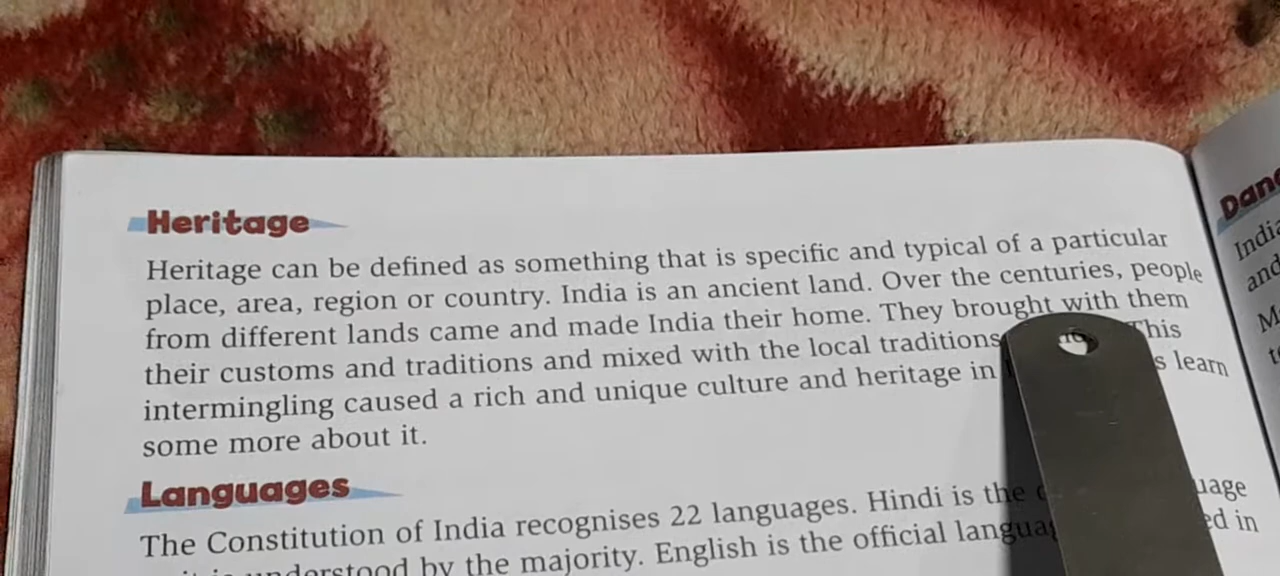 Heritage
Heritage can be defined as something that is specific and typical of a particular
place, area, region or country. India is an ancient land. Over the centuries, people
from different lands came and made India their home. They brought with them
their customs and traditions and mixed with the local traditions This
intermingling caused a rich and unique culture and heritage in learn
some more about it.
Languages
The Constitution of India recognises 22 languages. Hindi is the
understood by the majority. English is the official in
Dan
India
and